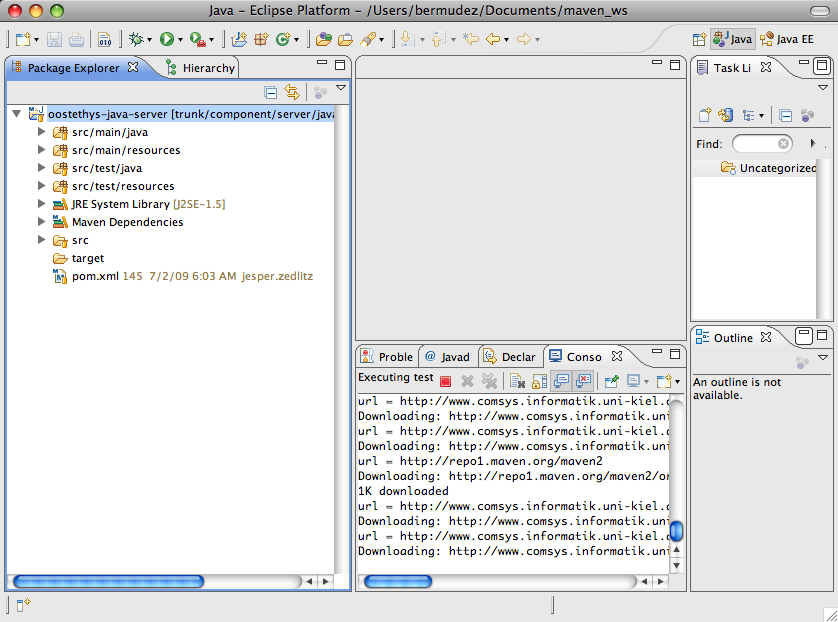 Java - Eclipse Platform - /Users/bermudez/Documents/maven_ws
Java
Java EE
Package Explorer
Hierarchy
oostethys-java-server [trunk/component/server/java
src/main/java
src/main/resources
src/test/java
src/test/resources
JRE System Library [J2SE-1.5]
Maven Dependencies
src
target
pom.xml 145 7/2/09 6:03 AM jesper.zedlitz
Task Li
Find:
Uncategorized
Outline
An outline is not
available.
Proble
@ Javad
Declar
Conso
Executing test
url = http://www.comsys.informatik.uni-kiel.
Downloading: http://www.comsys.informatik.uni
url = http://www.comsys.informatik.uni-kiel.
Downloading: http://www.comsys.informatik.uni
url = http://repo1.maven.org/maven2
Downloading: http://repo1.maven.org/maven2/or
1K downloaded
url = http://www.comsys.informatik.uni-kiel.
Downloading: http://www.comsys.informatik.uni
url = http://www.comsys.informatik.uni-kiel.
Downloading: http://www.comsys.informatik.uni